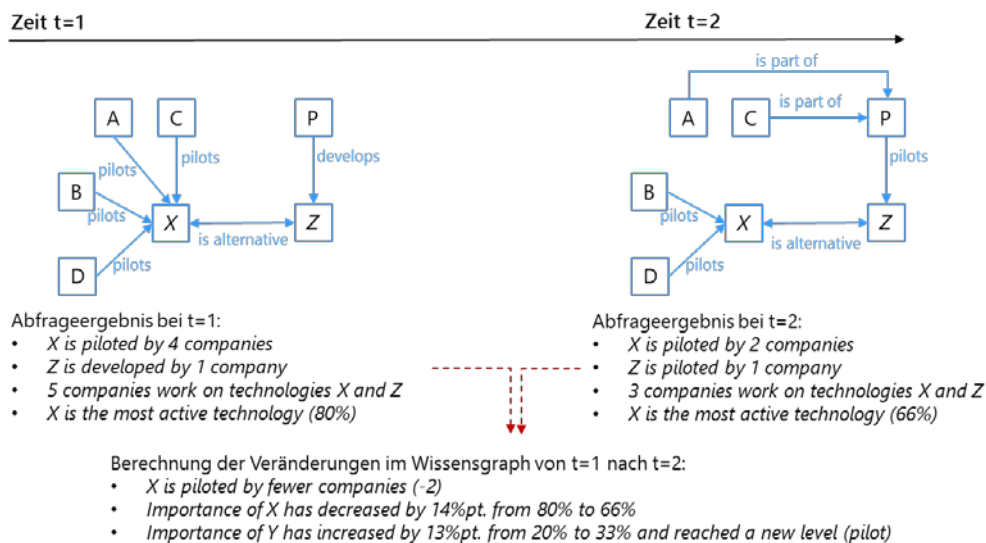 Zeit t=1
Zeit t=2
is part of
A
C
P
A
C
is part of
P
pilots
pilots
develops
pilots
B
pilots
X
Z
is alternative
D
pilots
B
pilots
X
Z
is alternative
D
pilots
Abfrageergebnis bei t=1:
• X is piloted by 4 companies
• Z is developed by 1 company
• 5 companies work on technologies X and Z
• X is the most active technology (80%)
Abfrageergebnis bei t=2:
• X is piloted by 2 companies
• Z is piloted by 1 company
• 3 companies work on technologies X and Z
• X is the most active technology (66%)
Berechnung der Veränderungen im Wissensgraph von t=1 nach t=2:
• X is piloted by fewer companies (-2)
• Importance of X has decreased by 14%pt. from 80% to 66%
• Importance of Y has increased by 13%pt. from 20% to 33% and reached a new level (pilot)